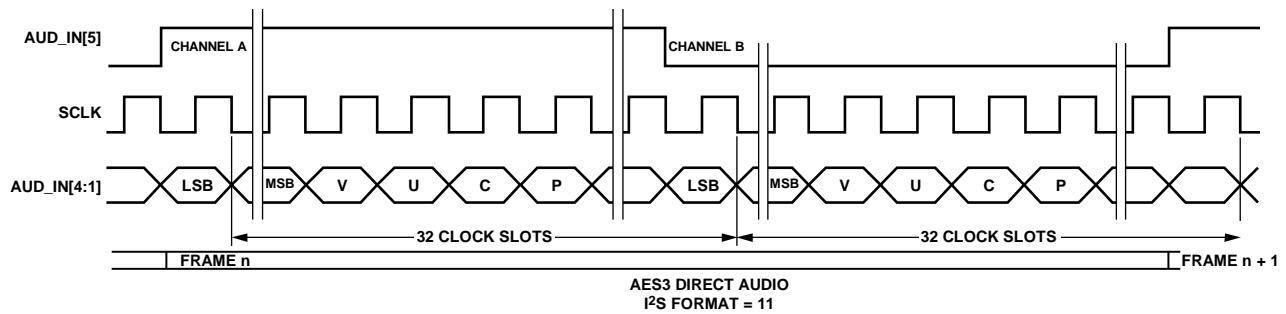 AUD_IN[5]
CHANNEL A
CHANNEL B
SCLK
AUD_IN[4:1]
LSB
MSB
V
U
C
P
LSB
MSB
V
U
C
P
32 CLOCK SLOTS
32 CLOCK SLOTS
FRAME n
FRAME n + 1
AES3 DIRECT AUDIO
I²S FORMAT = 11